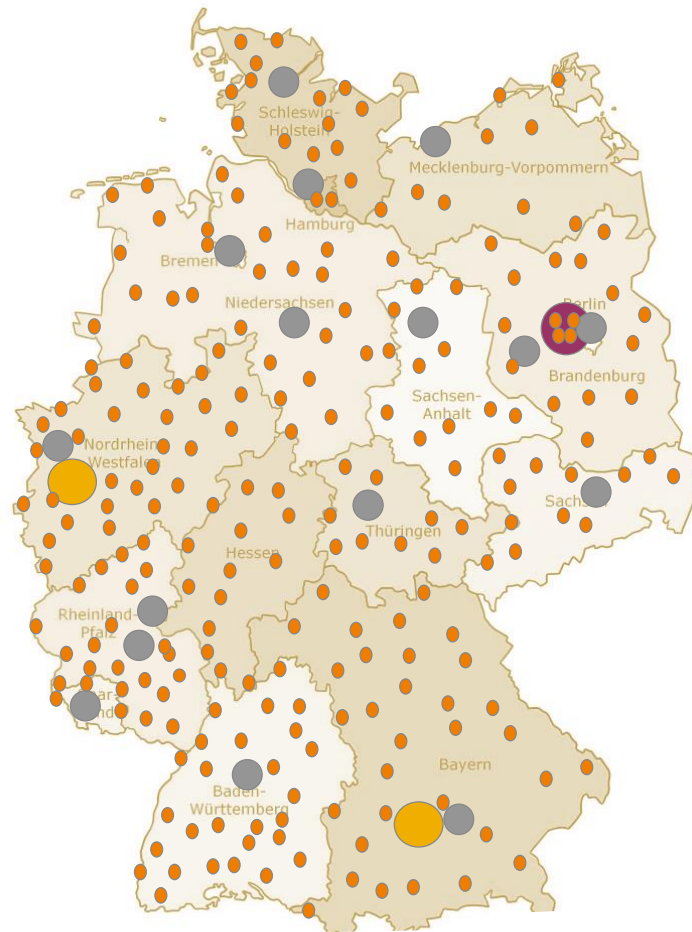 Schleswig-
Holstein
Mecklenburg-Vorpommern
Hamburg
Bremen
Niedersachsen
Berlin
Brandenburg
Sachsen-
Anhalt
Nordrhein
Westfalen
Thüringen
Hessen
Rheinland-
Pfalz
Bayern
Baden-
Württemberg